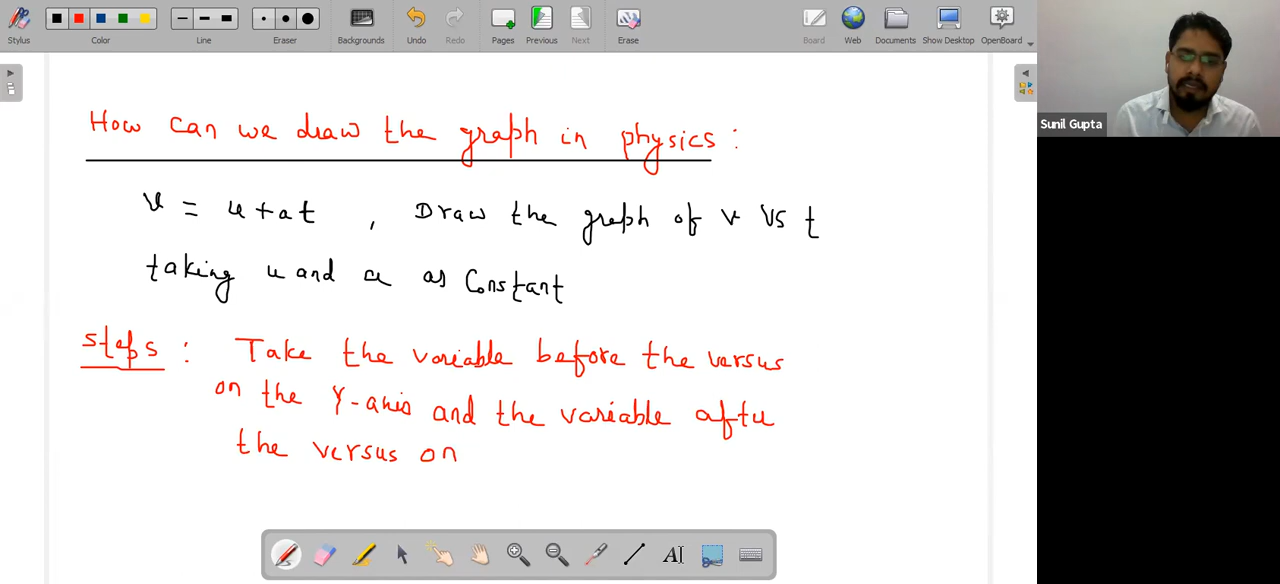 Stylus
Color
Line
Eraser
Backgrounds
Undo
Redo
Pages
Previous
Next
Erase
Board
Web
Documents
Show Desktop
OpenBoard
Sunil Gupta
How can we draw the graph in physics :
v = u + a t , Draw the graph of v vs t
taking u and a as Constant
Steps : Take the variable before the versus
on the Y-axis and the variable after
the versus on
AI